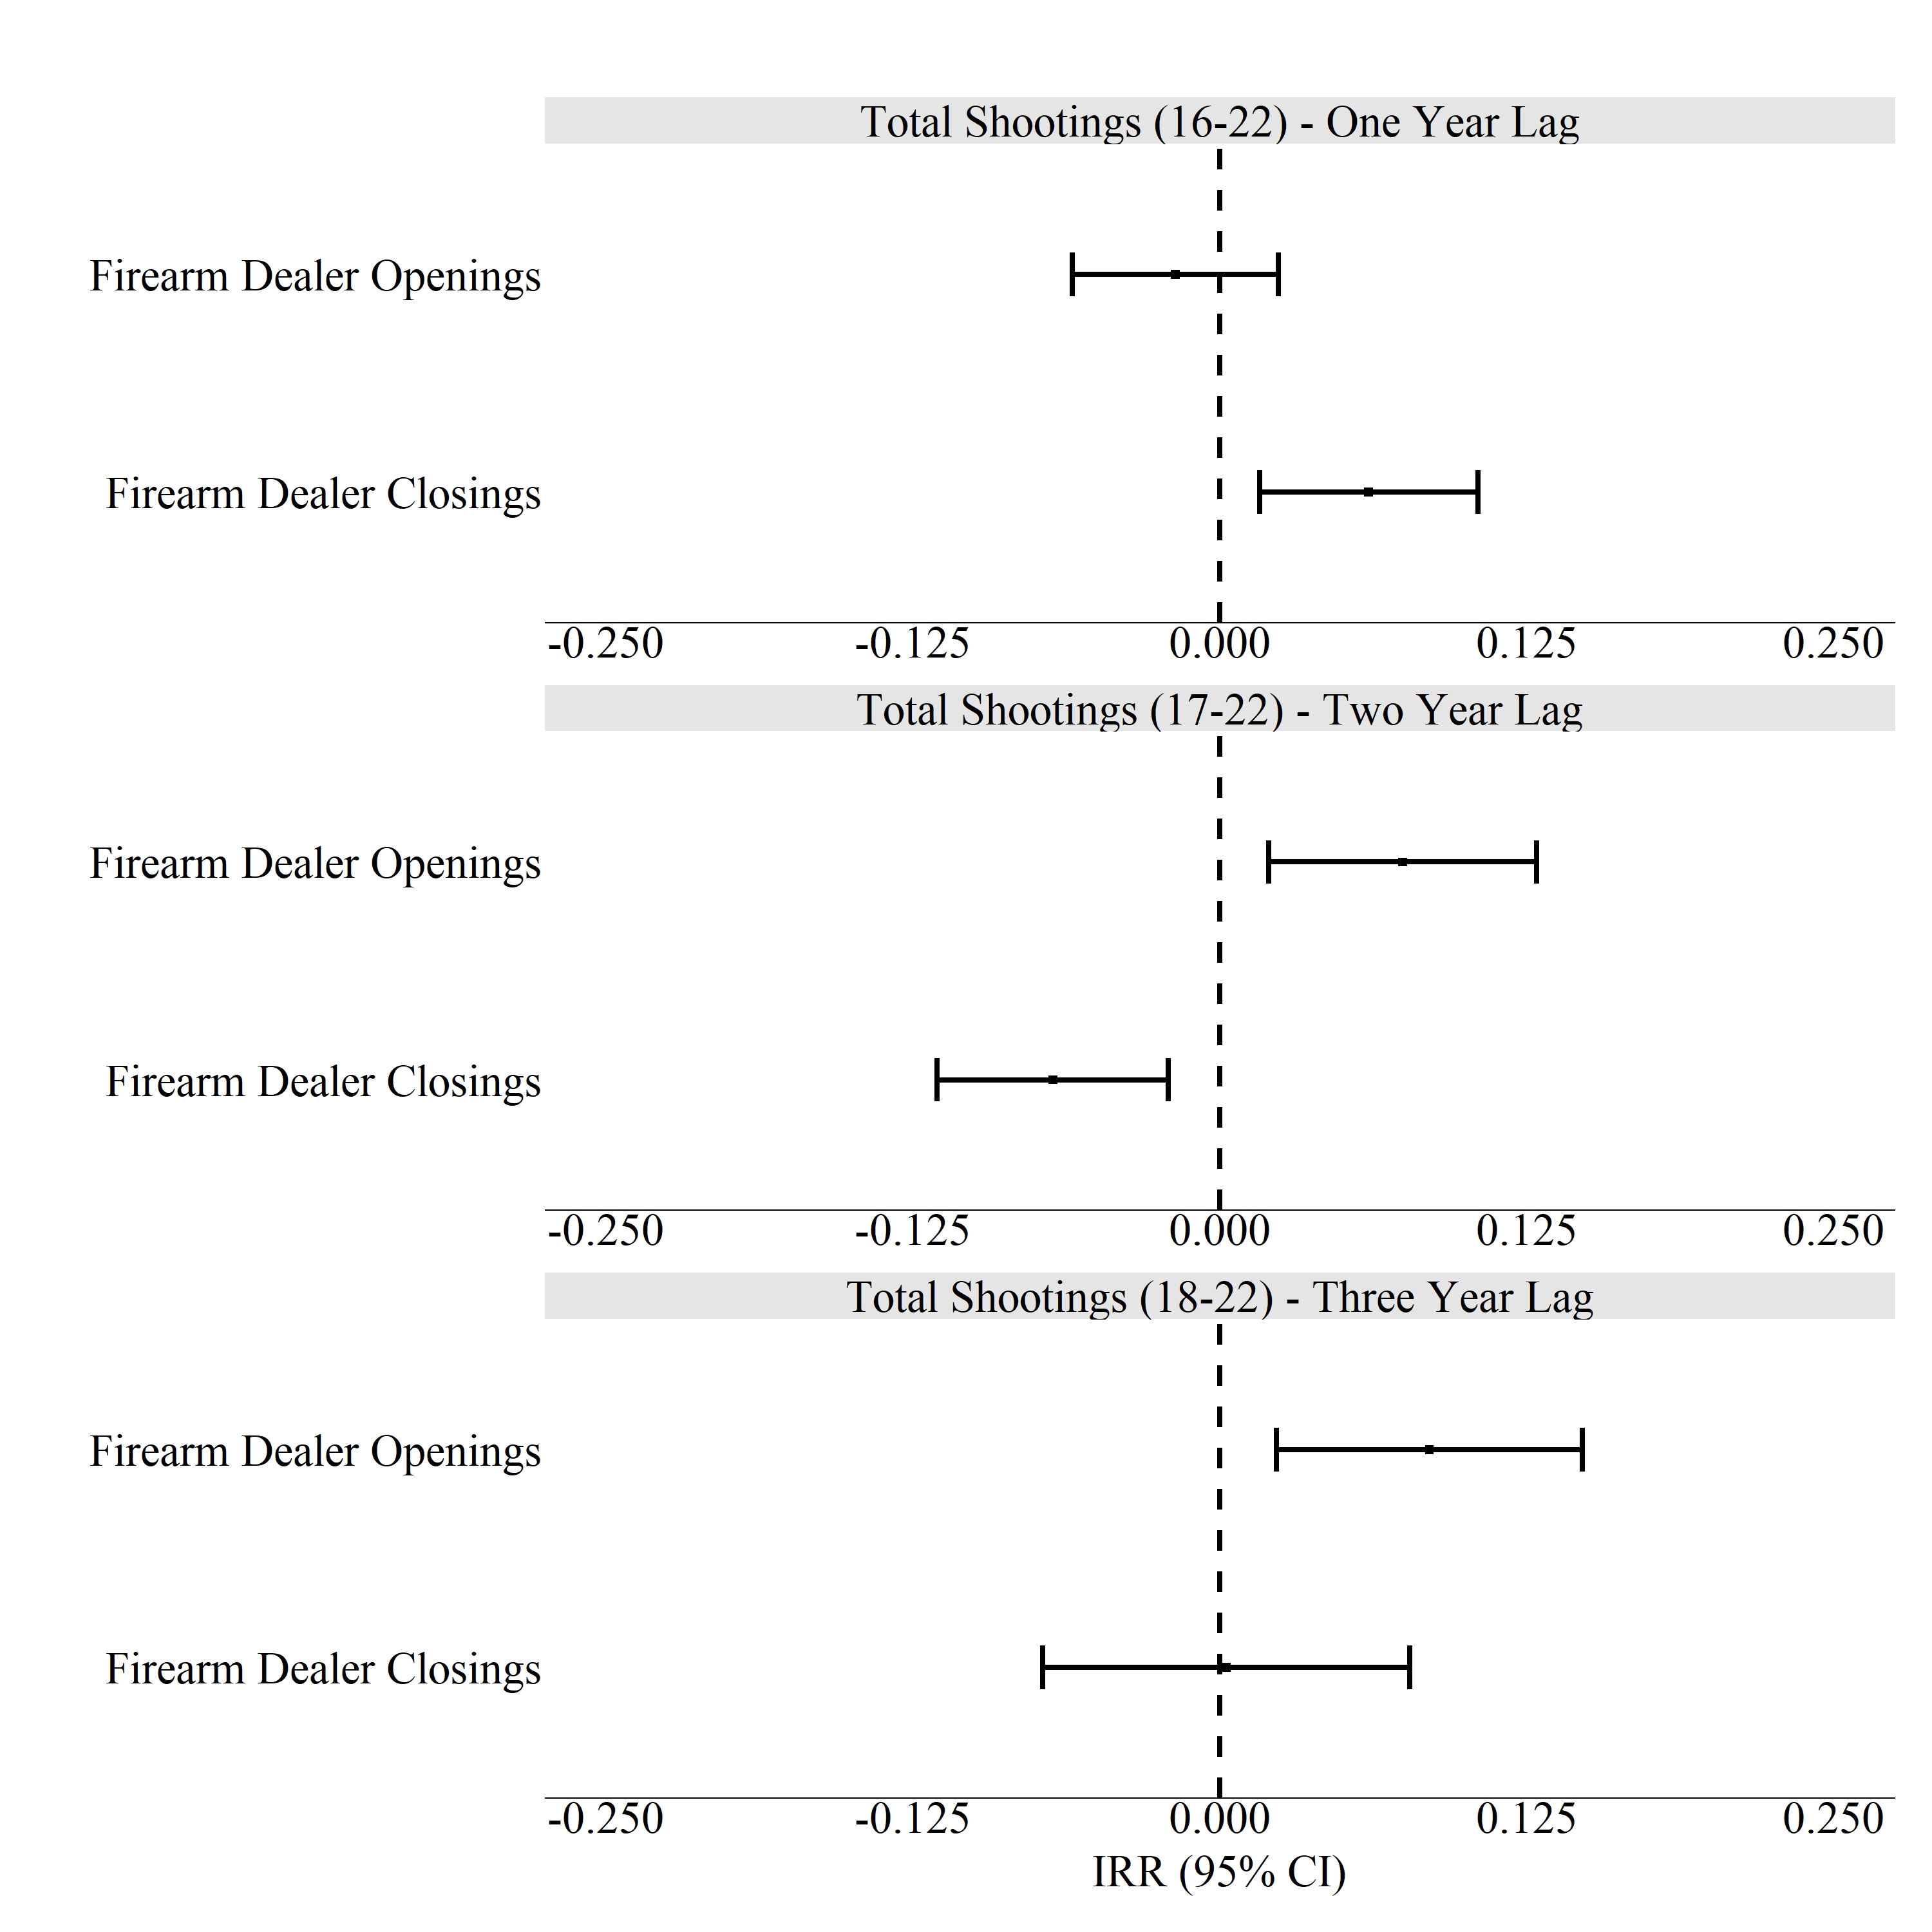 Total Shootings (16-22) - One Year Lag
Firearm Dealer Openings
Firearm Dealer Closings
-0.250 -0.125 0.000 0.125 0.250
Total Shootings (17-22) - Two Year Lag
Firearm Dealer Openings
Firearm Dealer Closings
-0.250 -0.125 0.000 0.125 0.250
Total Shootings (18-22) - Three Year Lag
Firearm Dealer Openings
Firearm Dealer Closings
-0.250 -0.125 0.000 0.125 0.250
IRR (95% CI)